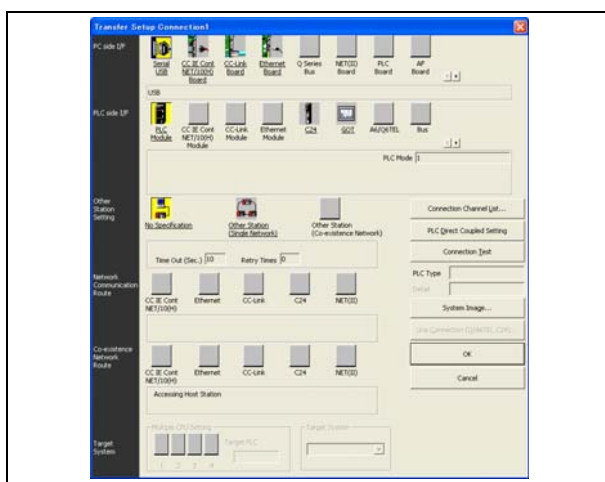 Transfer Setup Connection1
PC side I/F
Serial USB
CC IE Cont NET/10(H) Board
CC-Link Board
Ethernet Board
Q Series Bus
NET(II) Board
PLC Board
AF Board
USB
PLC side I/F
PLC Module
CC IE Cont NET/10(H) Module
CC-Link Module
Ethernet Module
C24
GOT
A6/Q6TEL
Bus
PLC Mode
Other Station Setting
No Specification
Other Station (Single Network)
Other Station (Co-existence Network)
Time Out (Sec.) 10
Retry Times 0
Connection Channel List...
PLC Direct Coupled Setting
Connection Test
PLC Type
Detail
System Image...
OK
Cancel
Network Communication Route
CC IE Cont NET/10(H)
Ethernet
CC-Link
C24
NET(II)
Co-existence Network Route
CC IE Cont NET/10(H)
Ethernet
CC-Link
C24
NET(II)
Accessing Host Station
Target System
Multiple CPU Setting
1 2 3 4
Target PLC
Target System